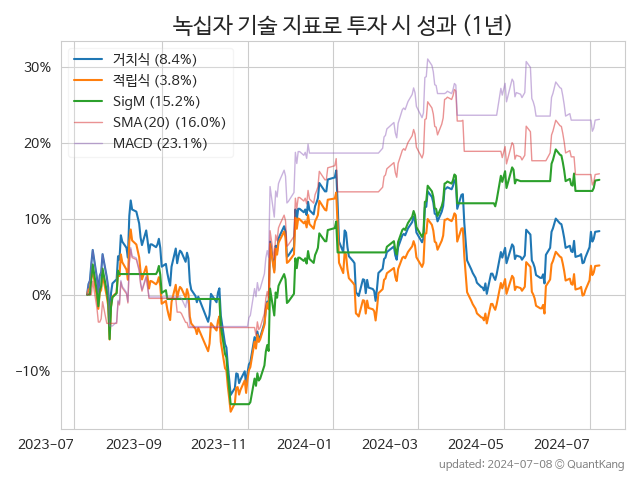 녹십자 기술 지표로 투자 시 성과 (1년)
거치식 (8.4%)
적립식 (3.8%)
SigM (15.2%)
SMA(20) (16.0%)
MACD (23.1%)
30%
20%
10%
0%
−10%
2023-07
2023-09
2023-11
2024-01
2024-03
2024-05
2024-07
updated: 2024-07-08 © QuantKang